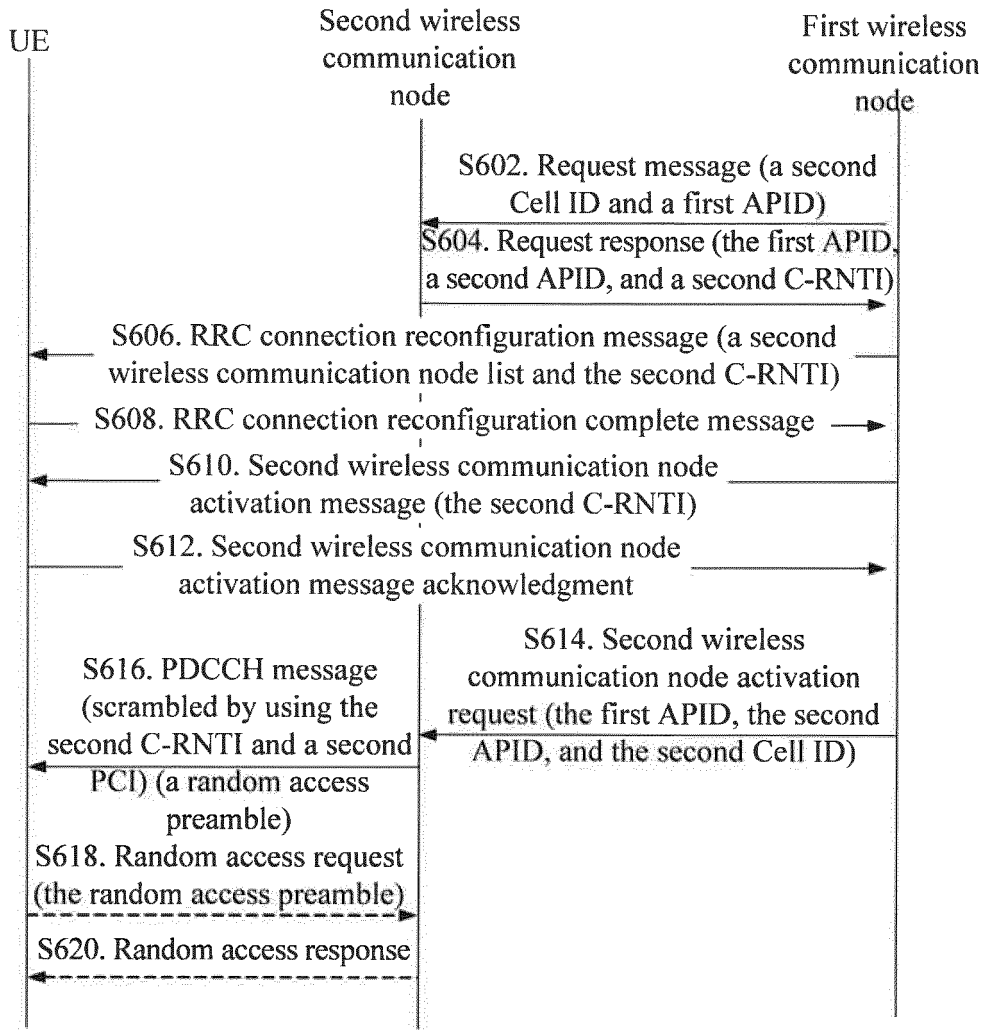 UE
Second wireless
communication
node
First wireless
communication
node
S602. Request message (a second
Cell ID and a first APID)
S604. Request response (the first APID,
a second APID, and a second C-RNTI)
S606. RRC connection reconfiguration message (a second
wireless communication node list and the second C-RNTI)
S608. RRC connection reconfiguration complete message
S610. Second wireless communication node
activation message (the second C-RNTI)
S612. Second wireless communication node
activation message acknowledgment
S614. Second wireless
communication node activation
request (the first APID, the second
APID, and the second Cell ID)
S616. PDCCH message
(scrambled by using the
second C-RNTI and a second
PCI) (a random access
preamble)
S618. Random access request
(the random access preamble)
S620. Random access response